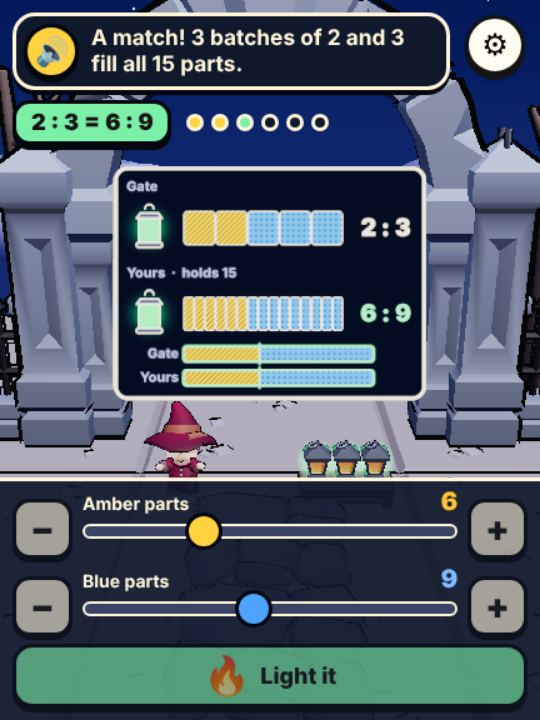 A match! 3 batches of 2 and 3
fill all 15 parts.
2 : 3 = 6 : 9
Gate
2 : 3
Yours · holds 15
6 : 9
Gate
Yours
Amber parts 6
− +
Blue parts 9
− +
Light it